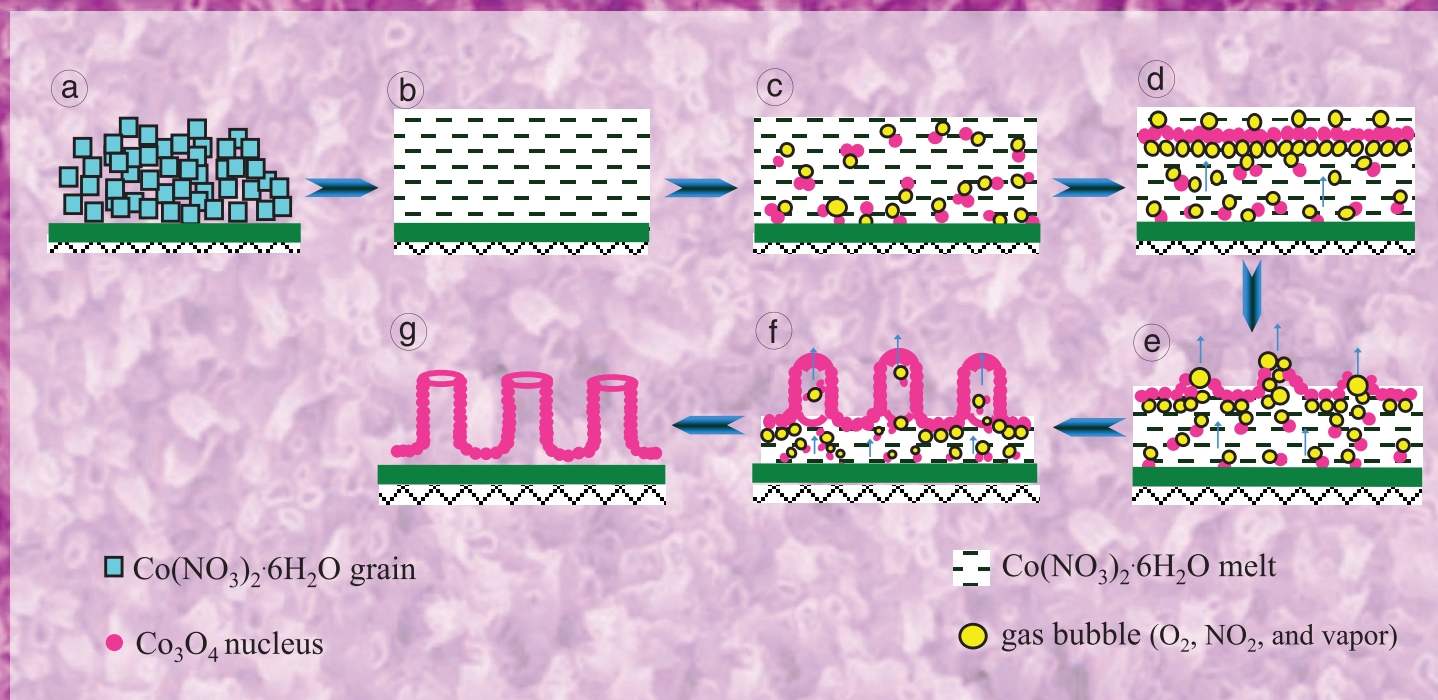 a
b
c
d
e
f
g
Co(NO₃)₂·6H₂O grain
Co(NO₃)₂·6H₂O melt
Co₃O₄ nucleus
gas bubble (O₂, NO₂, and vapor)